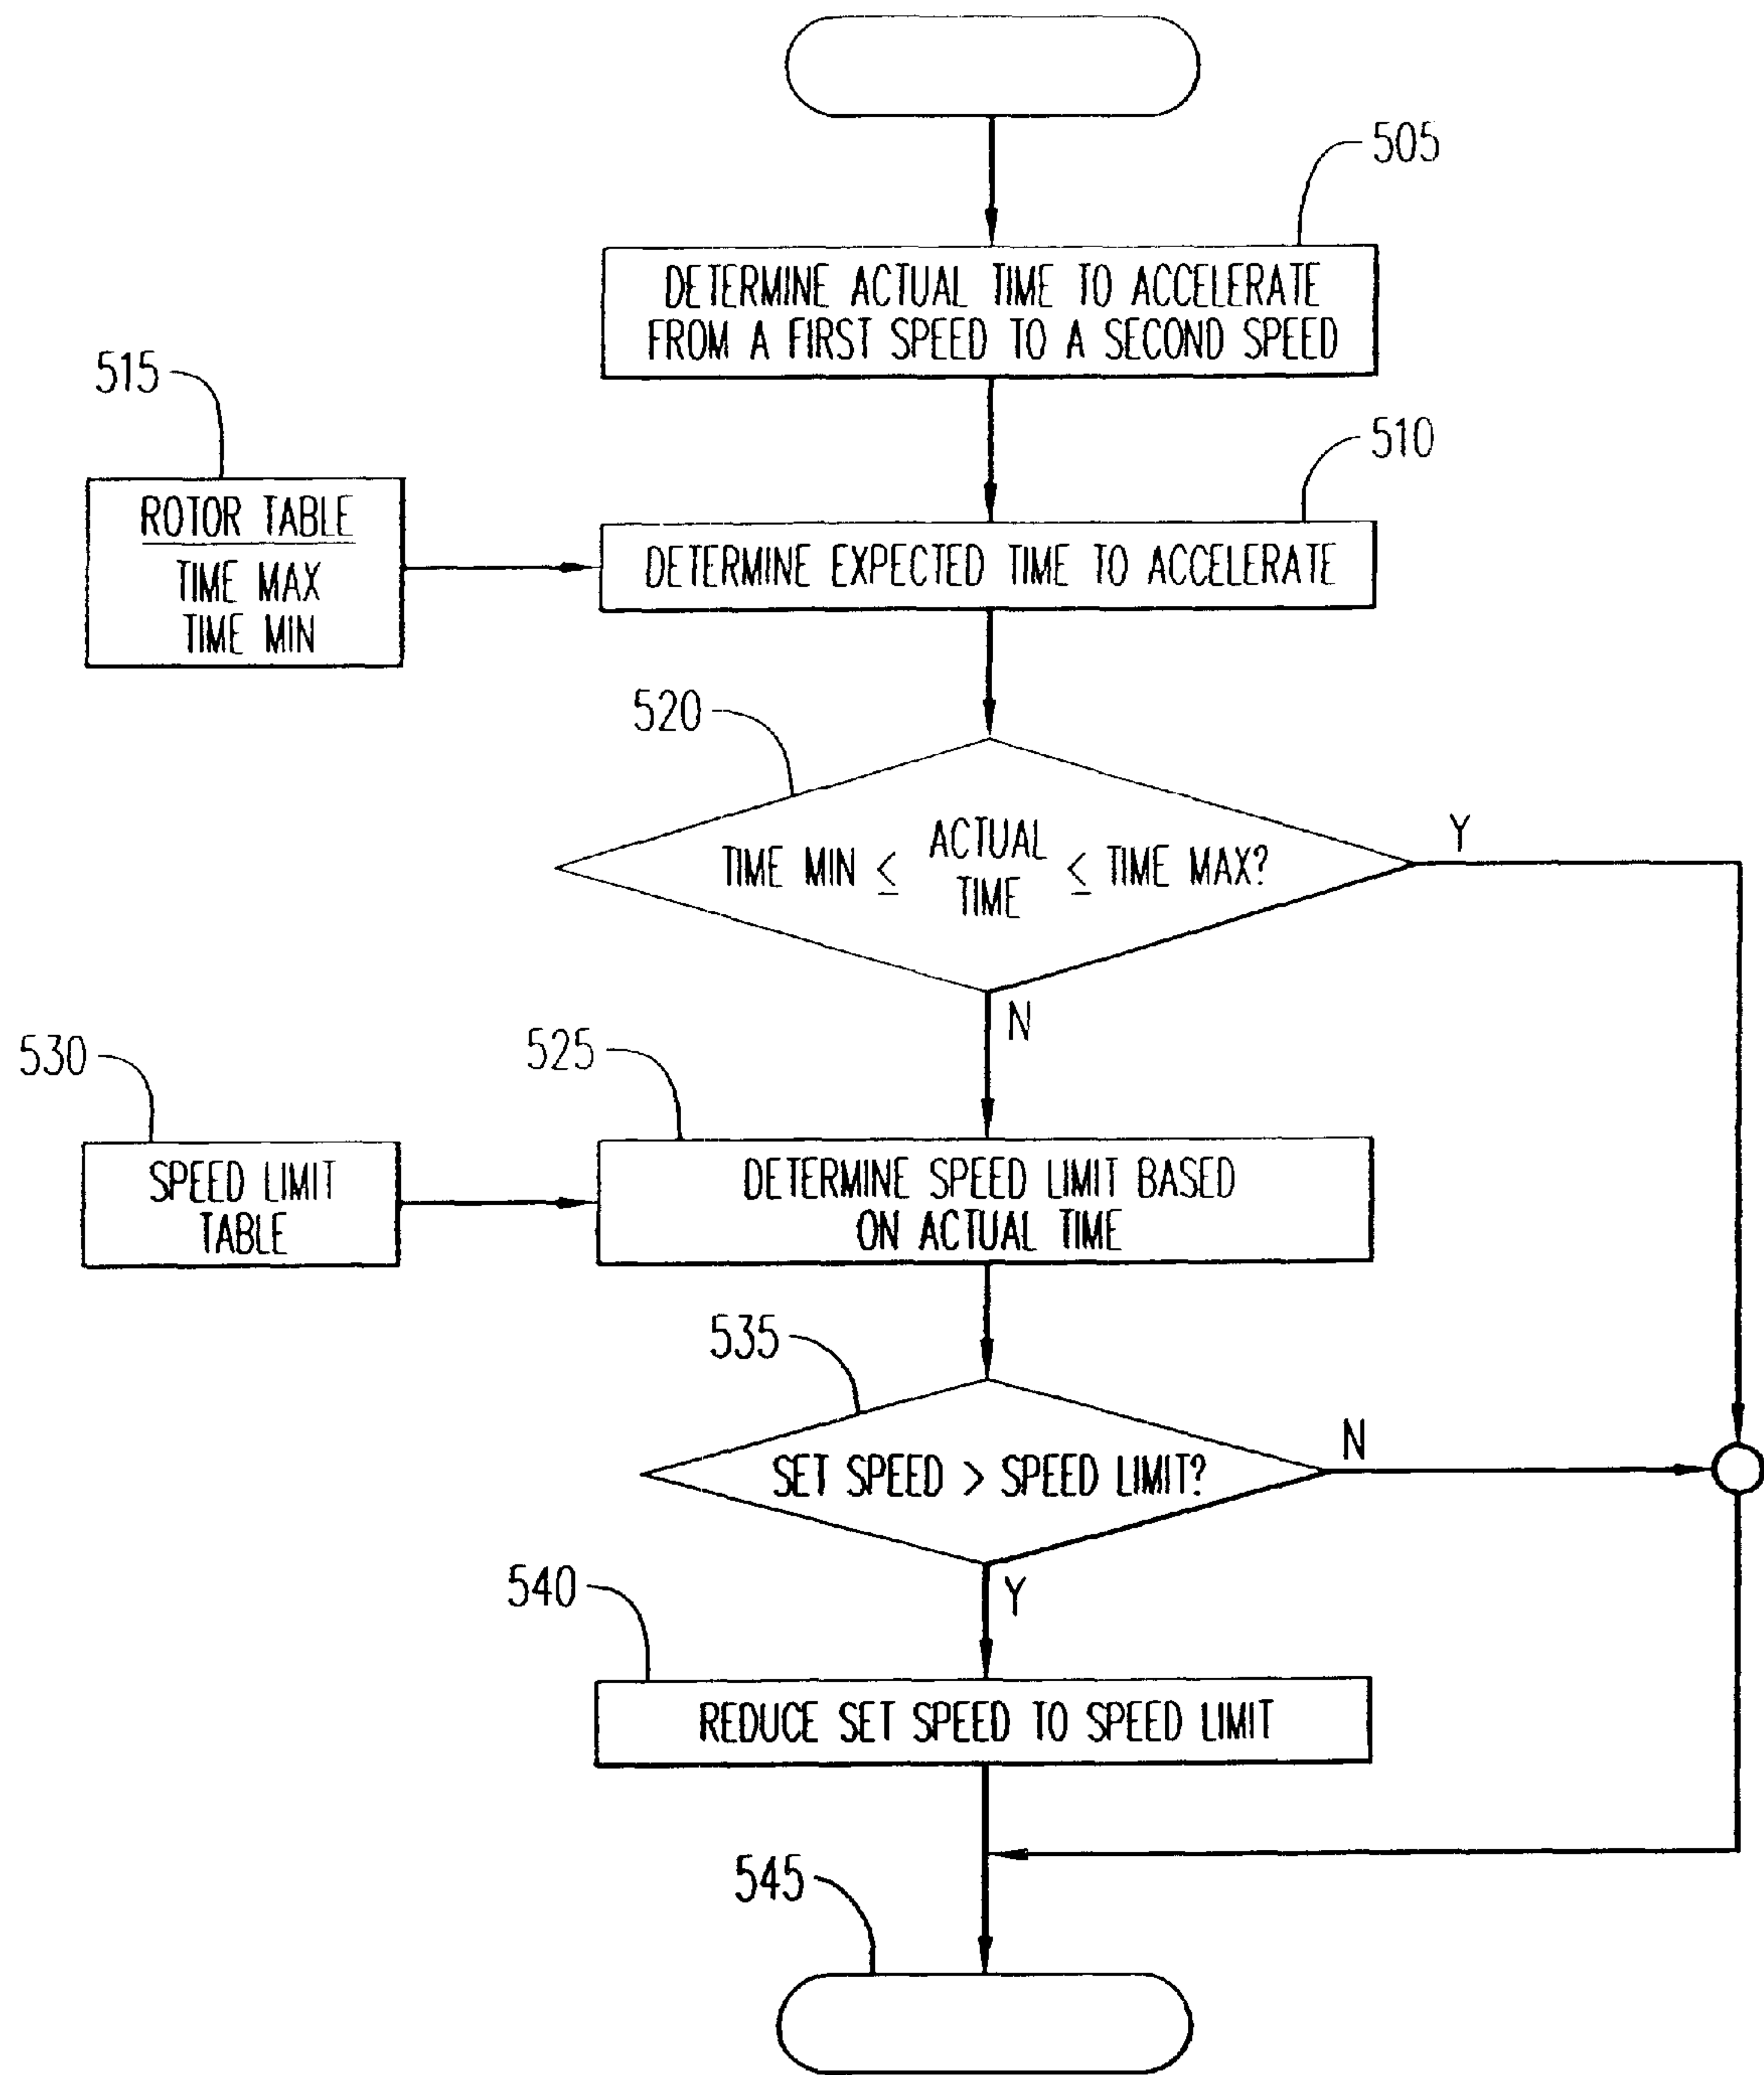 505
DETERMINE ACTUAL TIME TO ACCELERATE
FROM A FIRST SPEED TO A SECOND SPEED
515
510
ROTOR TABLE
TIME MAX
TIME MIN
DETERMINE EXPECTED TIME TO ACCELERATE
520
TIME MIN ≤ ACTUAL TIME ≤ TIME MAX?
Y
N
530
525
SPEED LIMIT
TABLE
DETERMINE SPEED LIMIT BASED
ON ACTUAL TIME
535
SET SPEED > SPEED LIMIT?
N
Y
540
REDUCE SET SPEED TO SPEED LIMIT
545